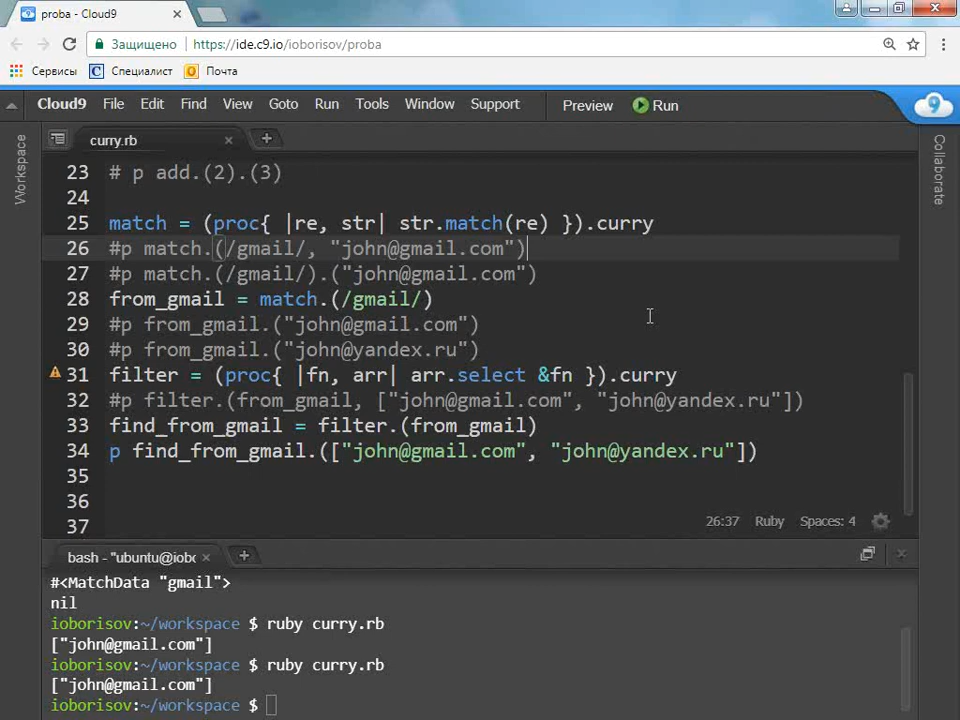 proba - Cloud9
Защищено https://ide.c9.io/ioborisov/proba
Сервисы Специалист Почта
Cloud9 File Edit Find View Goto Run Tools Window Support Preview Run
Workspace
Collaborate
curry.rb
23 # p add.(2).(3)
24
25 match = (proc{ |re, str| str.match(re) }).curry
26 #p match.(/gmail/, "john@gmail.com")
27 #p match.(/gmail/).("john@gmail.com")
28 from_gmail = match.(/gmail/)
29 #p from_gmail.("john@gmail.com")
30 #p from_gmail.("john@yandex.ru")
31 filter = (proc{ |fn, arr| arr.select &fn }).curry
32 #p filter.(from_gmail, ["john@gmail.com", "john@yandex.ru"])
33 find_from_gmail = filter.(from_gmail)
34 p find_from_gmail.(["john@gmail.com", "john@yandex.ru"])
35
36
37
26:37 Ruby Spaces: 4
bash - "ubuntu@iobo
#<MatchData "gmail">
nil
ioborisov:~/workspace $ ruby curry.rb
["john@gmail.com"]
ioborisov:~/workspace $ ruby curry.rb
["john@gmail.com"]
ioborisov:~/workspace $